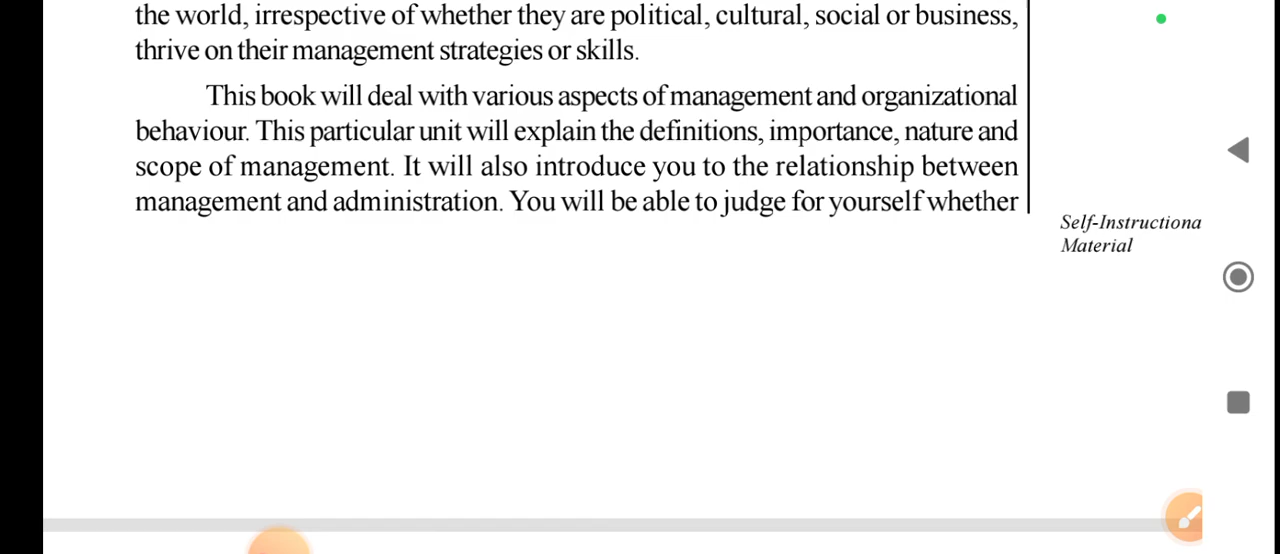 the world, irrespective of whether they are political, cultural, social or business,
thrive on their management strategies or skills.
This book will deal with various aspects of management and organizational
behaviour. This particular unit will explain the definitions, importance, nature and
scope of management. It will also introduce you to the relationship between
management and administration. You will be able to judge for yourself whether
Self-Instructiona
Material